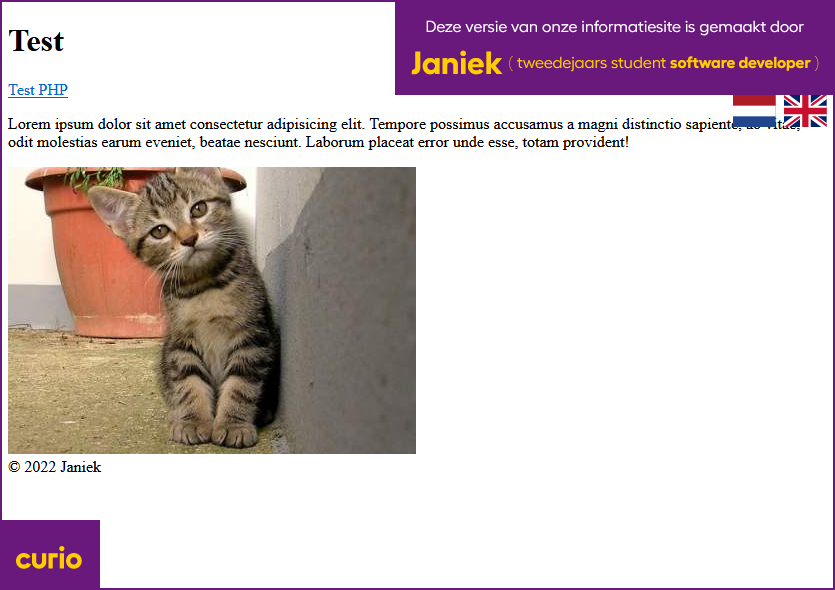 Deze versie van onze informatiesite is gemaakt door
Janiek ( tweedejaars student software developer )
Test
Test PHP
Lorem ipsum dolor sit amet consectetur adipisicing elit. Tempore possimus accusamus a magni distinctio sapiente, ab vitae,
odit molestias earum eveniet, beatae nesciunt. Laborum placeat error unde esse, totam provident!
© 2022 Janiek
curio